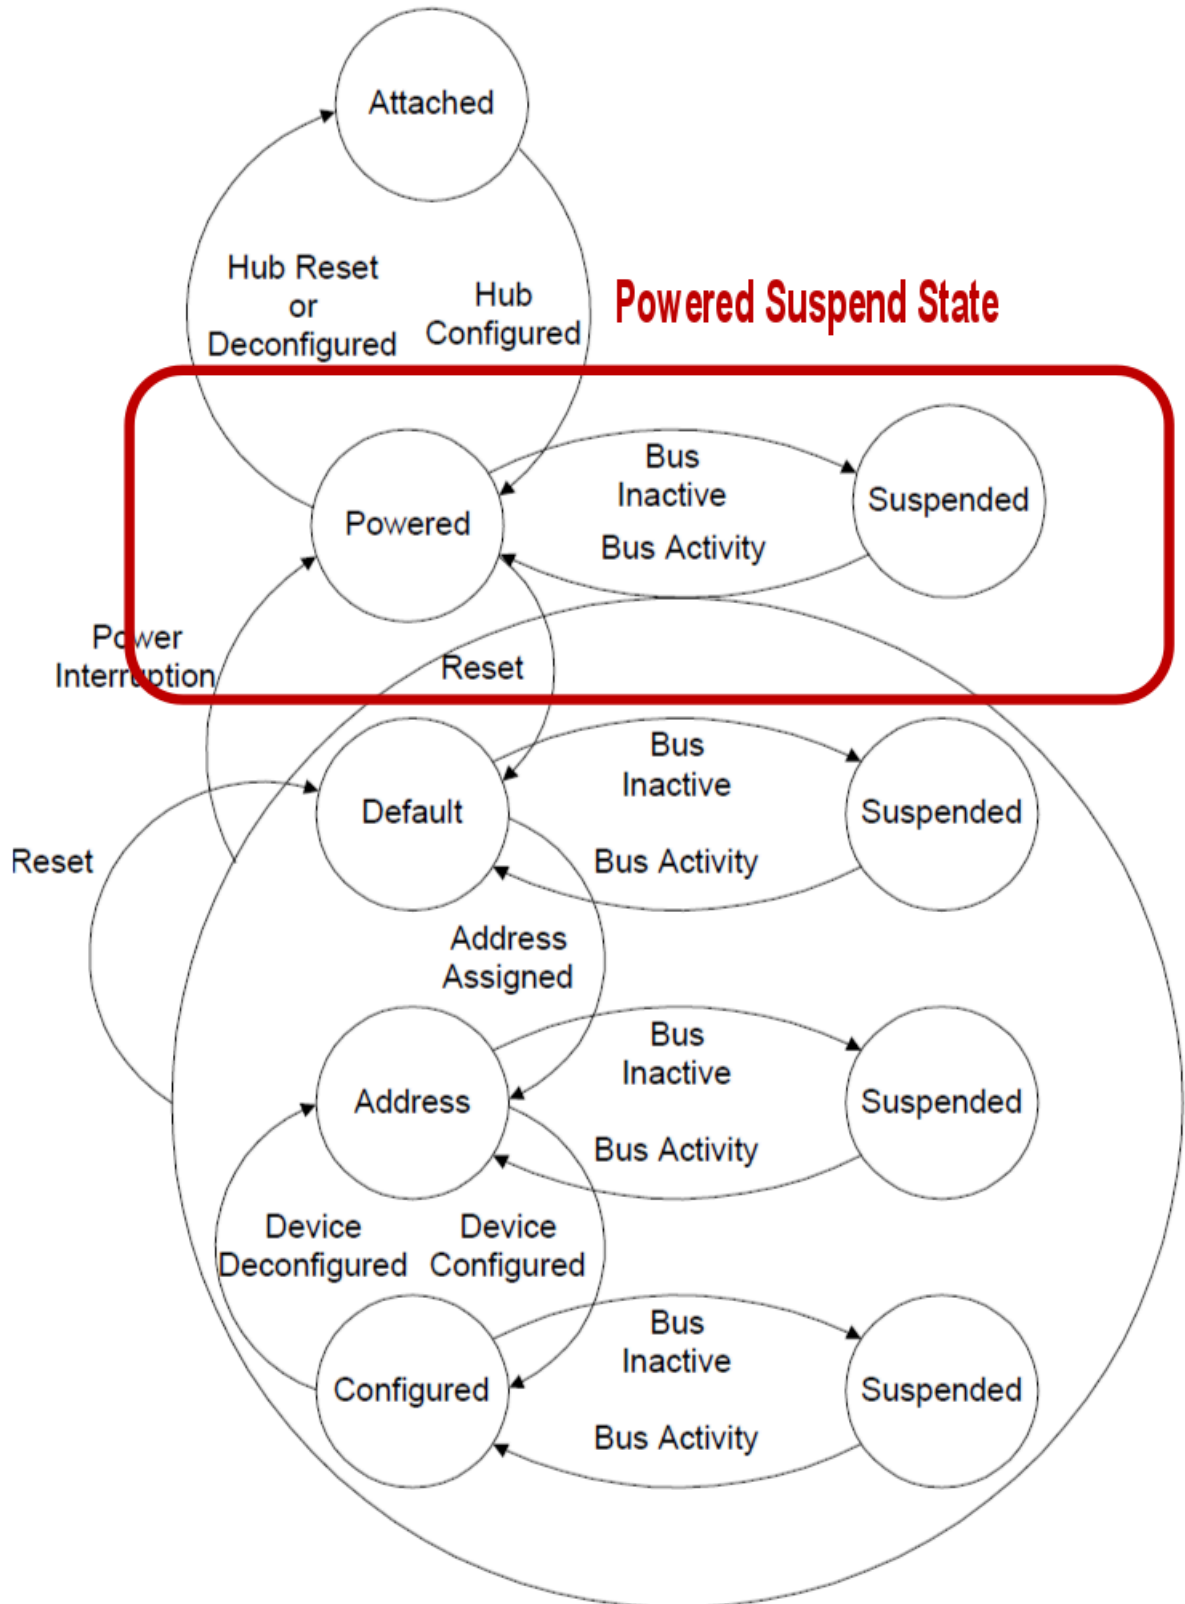 Attached
Hub Reset
or
Deconfigured
Hub
Configured
Powered Suspend State
Powered
Bus
Inactive
Bus Activity
Suspended
Power
Interruption
Reset
Default
Bus
Inactive
Bus Activity
Suspended
Reset
Address
Assigned
Address
Bus
Inactive
Bus Activity
Suspended
Device
Deconfigured
Device
Configured
Configured
Bus
Inactive
Bus Activity
Suspended